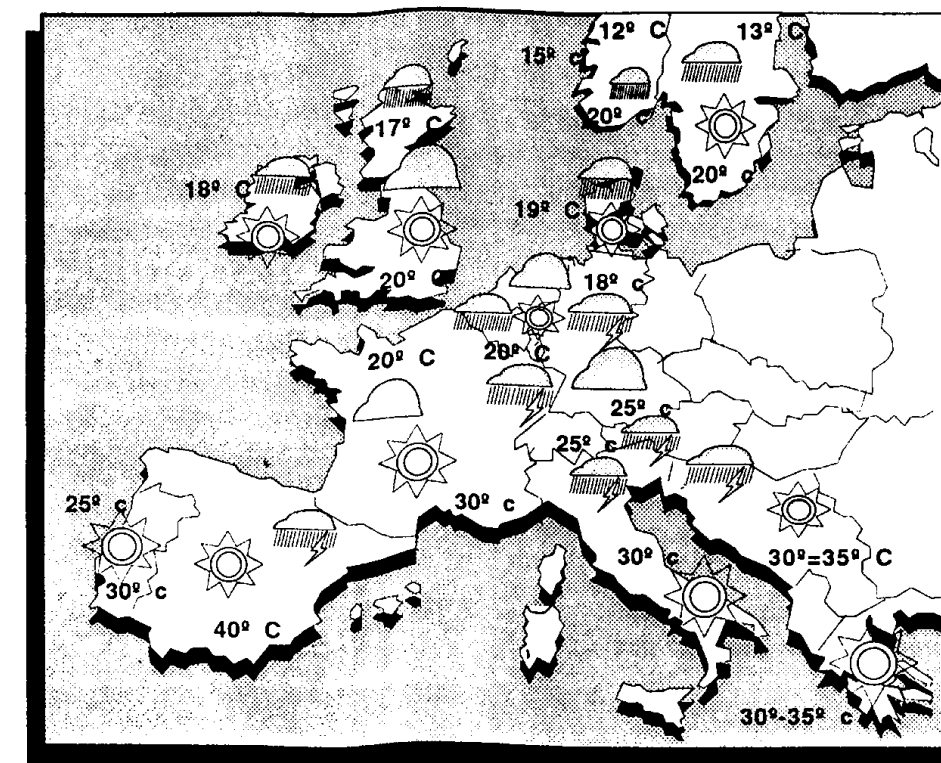 12º C
13º C
15º c
20º c
17º C
20º c
18º C
19º C
20º c
18º c
20º C
20º C
25º c
25º c
25º c
30º c
30º c
30º=35º C
30º c
40º C
30º-35º c